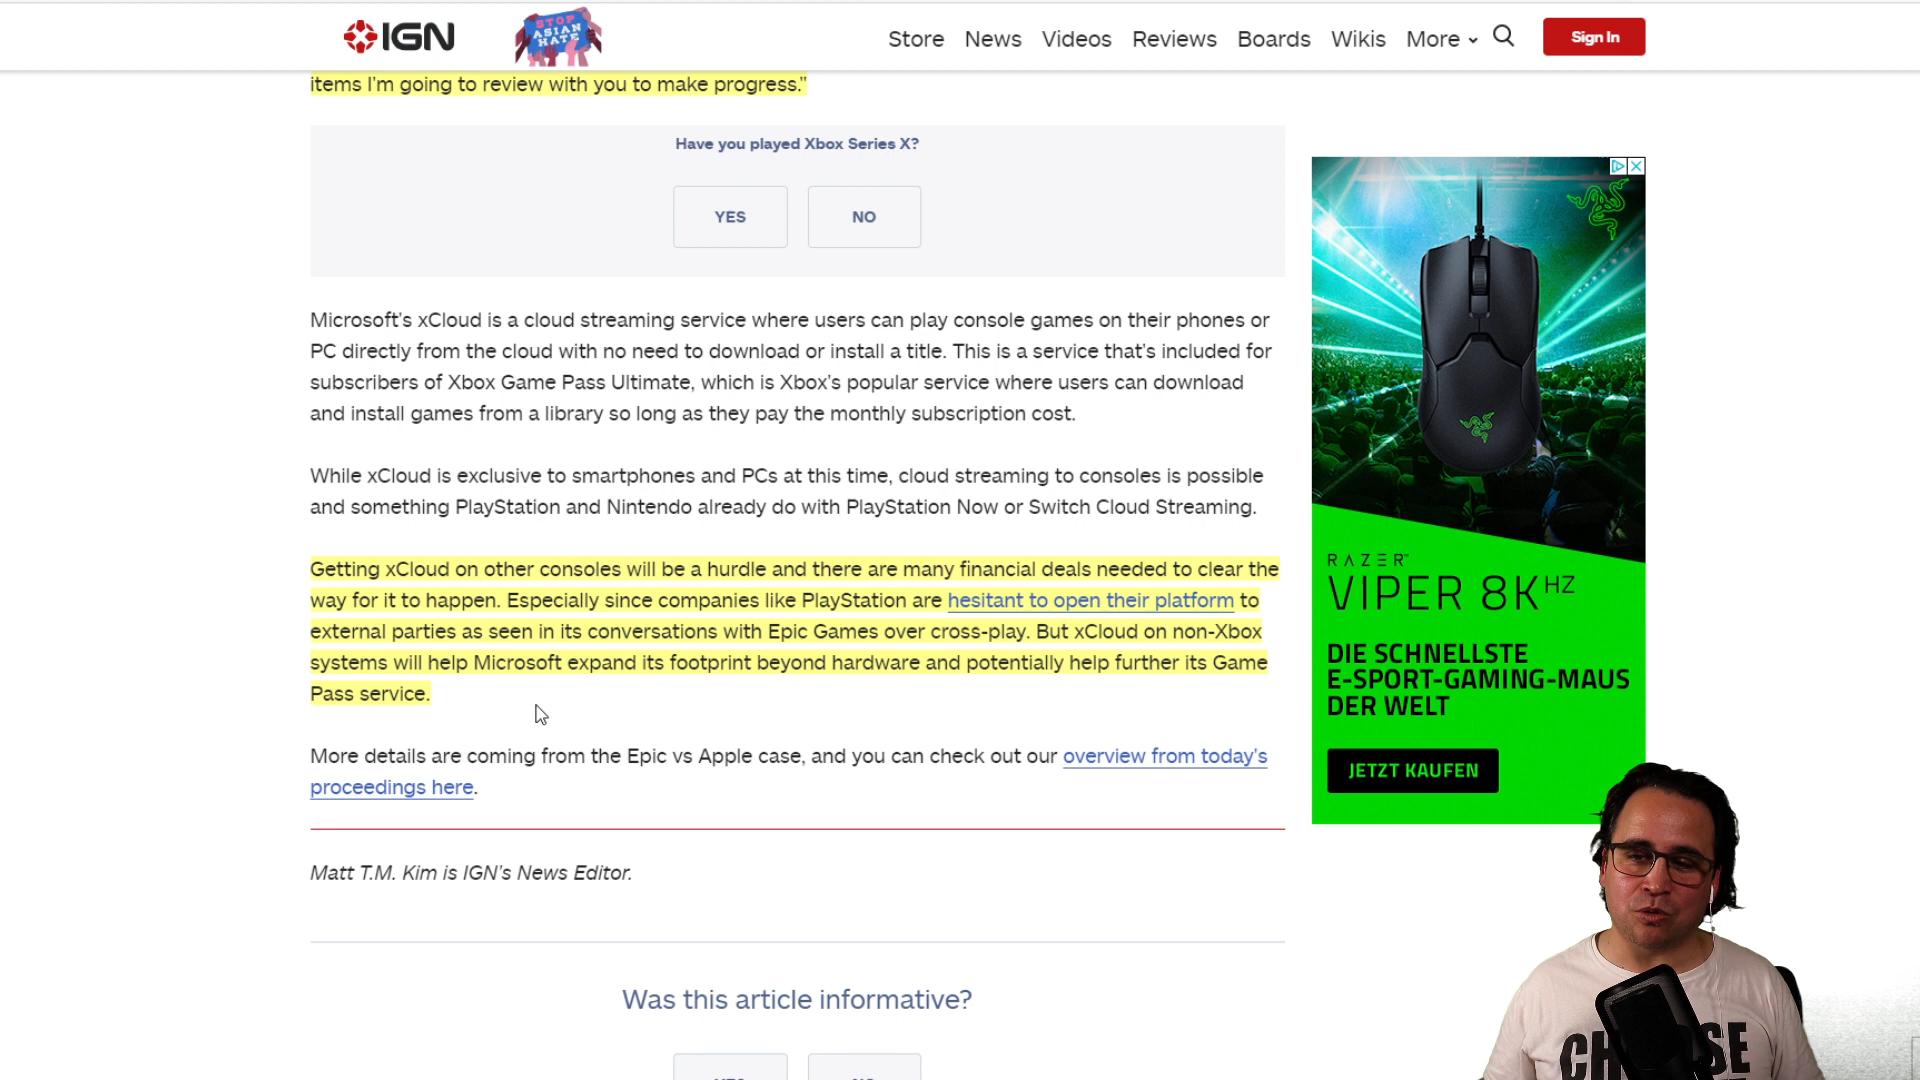 IGN
STOP
ASIAN
HATE
Store News Videos Reviews Boards Wikis More
Sign In
items I'm going to review with you to make progress."
Have you played Xbox Series X?
YES NO
Microsoft's xCloud is a cloud streaming service where users can play console games on their phones or
PC directly from the cloud with no need to download or install a title. This is a service that's included for
subscribers of Xbox Game Pass Ultimate, which is Xbox's popular service where users can download
and install games from a library so long as they pay the monthly subscription cost.
While xCloud is exclusive to smartphones and PCs at this time, cloud streaming to consoles is possible
and something PlayStation and Nintendo already do with PlayStation Now or Switch Cloud Streaming.
Getting xCloud on other consoles will be a hurdle and there are many financial deals needed to clear the
way for it to happen. Especially since companies like PlayStation are hesitant to open their platform to
external parties as seen in its conversations with Epic Games over cross-play. But xCloud on non-Xbox
systems will help Microsoft expand its footprint beyond hardware and potentially help further its Game
Pass service.
More details are coming from the Epic vs Apple case, and you can check out our overview from today's
proceedings here.
Matt T.M. Kim is IGN's News Editor.
Was this article informative?
RAZER™
VIPER 8KHZ
DIE SCHNELLSTE
E-SPORT-GAMING-MAUS
DER WELT
JETZT KAUFEN